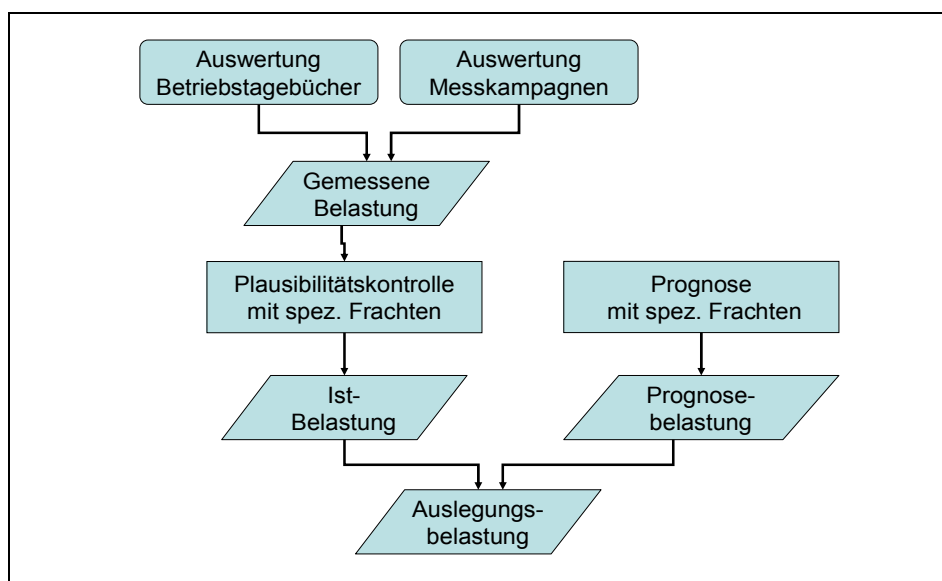 Auswertung
Betriebstagebücher
Auswertung
Messkampagnen
Gemessene
Belastung
Plausibilitätskontrolle
mit spez. Frachten
Prognose
mit spez. Frachten
Ist-
Belastung
Prognose-
belastung
Auslegungs-
belastung